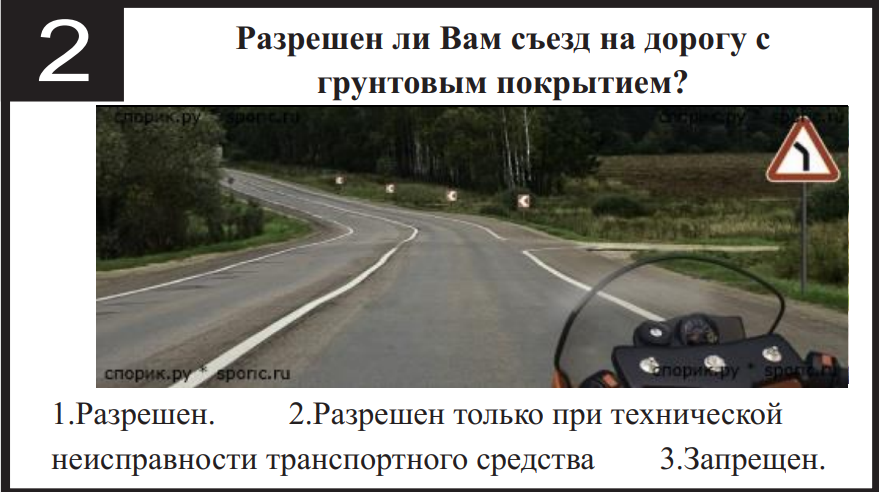 2
Разрешен ли Вам съезд на дорогу с
грунтовым покрытием?
спорик.ру * sporic.ru
спорик.ру * sporic.ru
спорик.ру * sporic.ru
спорик.ру * sporic.ru
1.Разрешен. 2.Разрешен только при технической
неисправности транспортного средства 3.Запрещен.